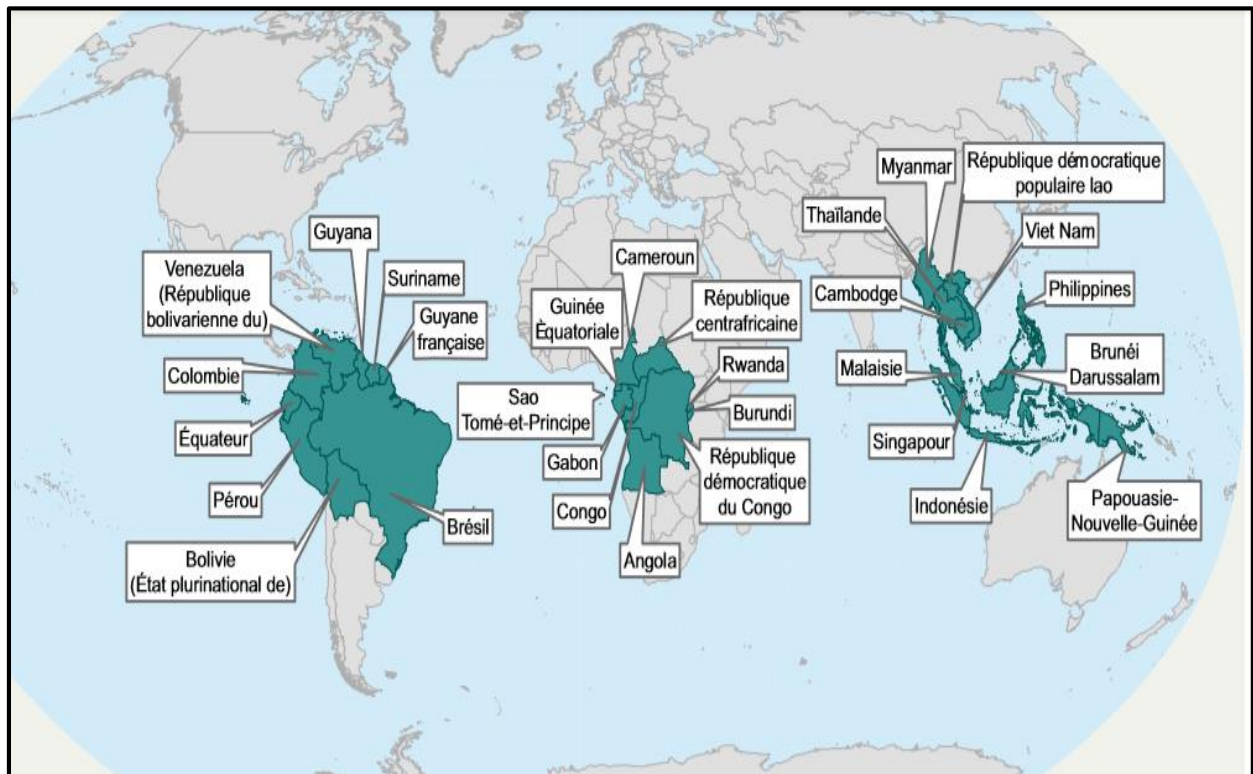 Guyana
Venezuela
(République
bolivarienne du)
Suriname
Guyane
française
Colombie
Équateur
Pérou
Brésil
Bolivie
(État plurinational de)
Cameroun
Guinée
Èquatoriale
République
centrafricaine
Rwanda
Sao
Tomé-et-Principe
Burundi
Gabon
République
démocratique
du Congo
Congo
Angola
Myanmar
République démocratique
populaire lao
Thaïlande
Viet Nam
Cambodge
Philippines
Malaisie
Brunéi
Darussalam
Singapour
Indonésie
Papouasie-
Nouvelle-Guinée